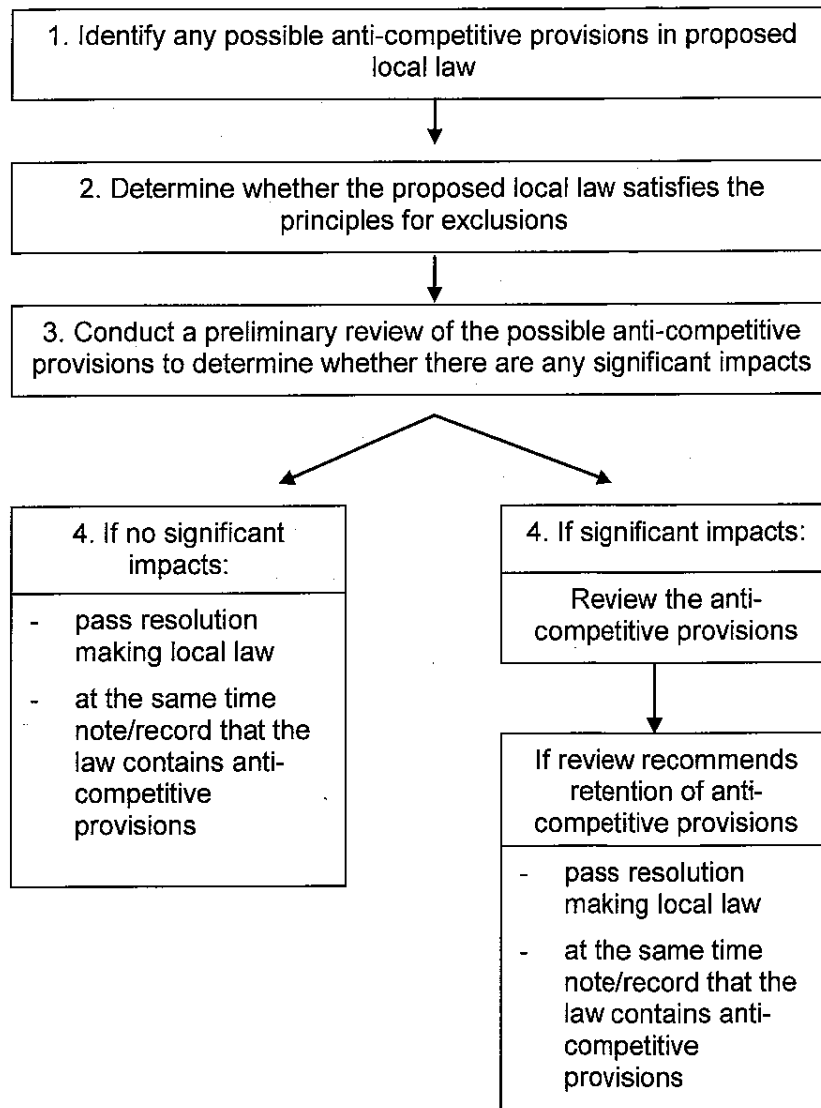 1. Identify any possible anti-competitive provisions in proposed
local law
2. Determine whether the proposed local law satisfies the
principles for exclusions
3. Conduct a preliminary review of the possible anti-competitive
provisions to determine whether there are any significant impacts
4. If no significant
impacts:
- pass resolution
making local law
- at the same time
note/record that the
law contains anti-
competitive
provisions
4. If significant impacts:
Review the anti-
competitive provisions
If review recommends
retention of anti-
competitive provisions
- pass resolution
making local law
- at the same time
note/record that the
law contains anti-
competitive
provisions